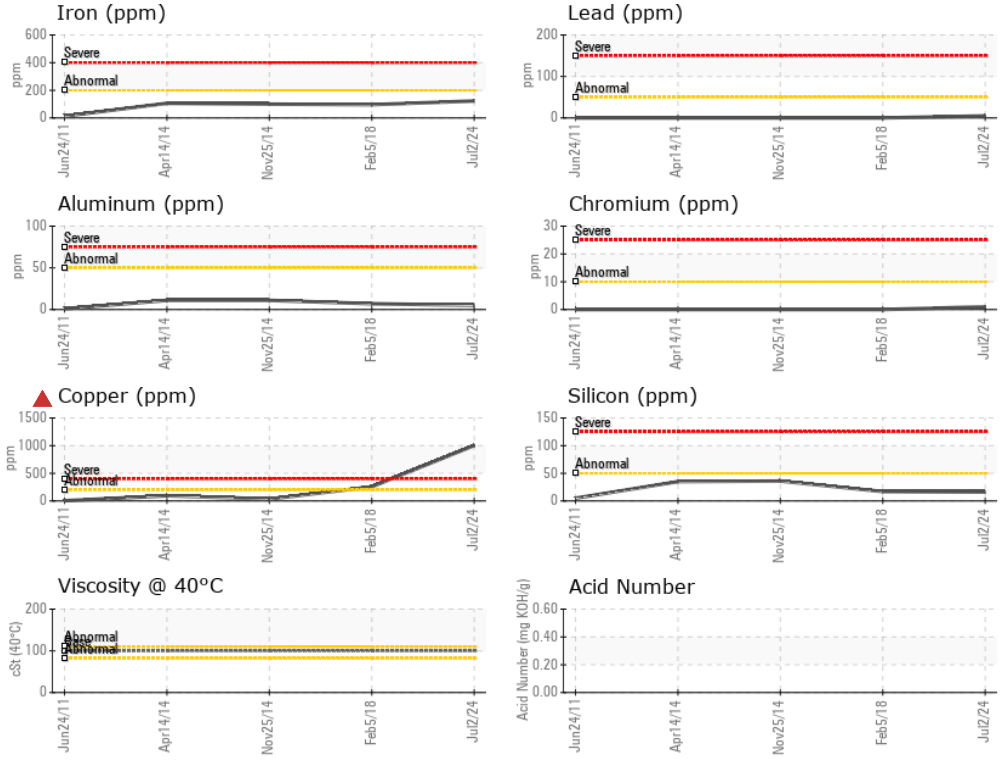 Iron (ppm)
600
400
200
0
ppm
Severe
Abnormal
Jun24/11
Apr14/14
Nov25/14
Feb5/18
Jul2/24
Lead (ppm)
200
150
100
50
0
ppm
Severe
Abnormal
Jun24/11
Apr14/14
Nov25/14
Feb5/18
Jul2/24
Aluminum (ppm)
100
50
0
ppm
Severe
Abnormal
Jun24/11
Apr14/14
Nov25/14
Feb5/18
Jul2/24
Chromium (ppm)
30
20
10
0
ppm
Severe
Abnormal
Jun24/11
Apr14/14
Nov25/14
Feb5/18
Jul2/24
Copper (ppm)
1500
1000
500
0
ppm
Severe
Abnormal
Jun24/11
Apr14/14
Nov25/14
Feb5/18
Jul2/24
Silicon (ppm)
150
100
50
0
ppm
Severe
Abnormal
Jun24/11
Apr14/14
Nov25/14
Feb5/18
Jul2/24
Viscosity @ 40°C
200
100
0
cSt (40°C)
Abnormal
Base
Abnormal
Jun24/11
Apr14/14
Nov25/14
Feb5/18
Jul2/24
Acid Number
0.60
0.40
0.20
0.00
Acid Number (mg KOH/g)
Jun24/11
Apr14/14
Nov25/14
Feb5/18
Jul2/24